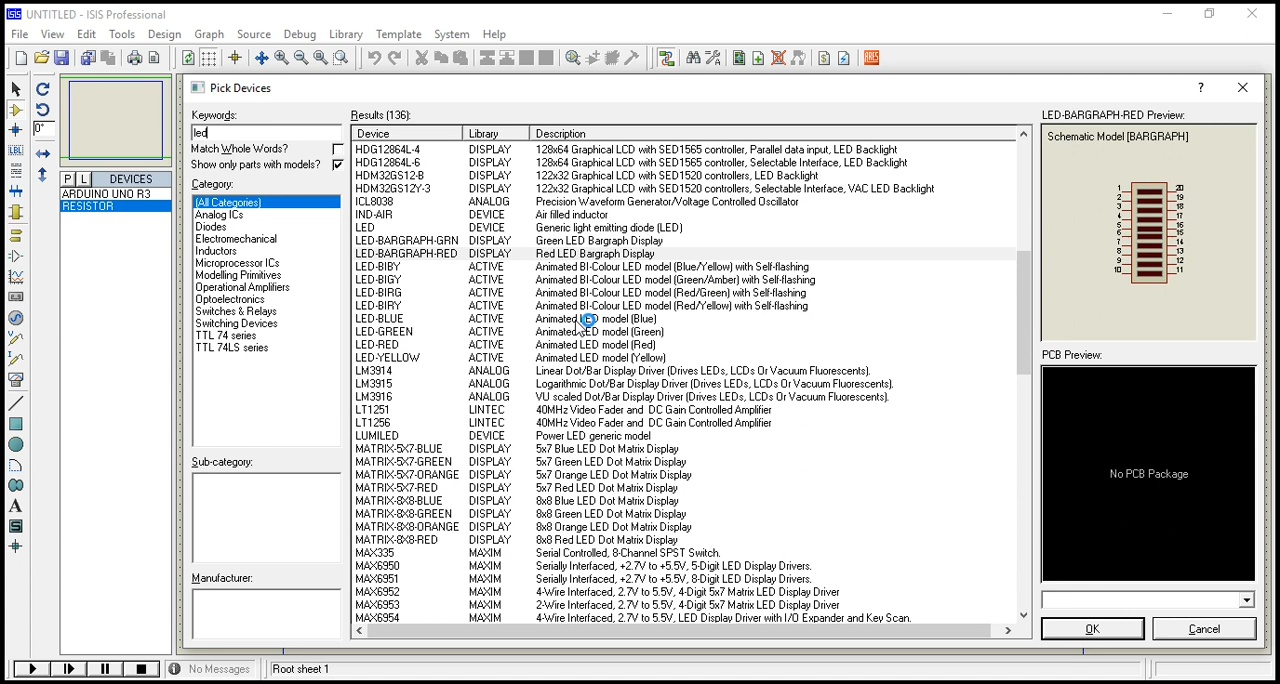 ISIS UNTITLED - ISIS Professional
File View Edit Tools Design Graph Source Debug Library Template System Help
ARES
0°
LBL
P L DEVICES
ARDUINO UNO R3
RESISTOR
A
S
Pick Devices ?
Keywords:
led
Match Whole Words?
Show only parts with models?
Category:
(All Categories)
Analog ICs
Diodes
Electromechanical
Inductors
Microprocessor ICs
Modelling Primitives
Operational Amplifiers
Optoelectronics
Switches & Relays
Switching Devices
TTL 74 series
TTL 74LS series
Sub-category:
Manufacturer:
Results (136):
Device Library Description
HDG12864L-4 DISPLAY 128x64 Graphical LCD with SED1565 controller, Parallel data input, LED Backlight
HDG12864L-6 DISPLAY 128x64 Graphical LCD with SED1565 controller, Selectable Interface, LED Backlight
HDM32GS12-B DISPLAY 122x32 Graphical LCD with SED1520 controllers, LED Backlight
HDM32GS12Y-3 DISPLAY 122x32 Graphical LCD with SED1520 controllers, Selectable Interface, VAC LED Backlight
ICL8038 ANALOG Precision Waveform Generator/Voltage Controlled Oscillator
IND-AIR DEVICE Air filled inductor
LED DEVICE Generic light emitting diode (LED)
LED-BARGRAPH-GRN DISPLAY Green LED Bargraph Display
LED-BARGRAPH-RED DISPLAY Red LED Bargraph Display
LED-BIBY ACTIVE Animated BI-Colour LED model (Blue/Yellow) with Self-flashing
LED-BIGY ACTIVE Animated BI-Colour LED model (Green/Amber) with Self-flashing
LED-BIRG ACTIVE Animated BI-Colour LED model (Red/Green) with Self-flashing
LED-BIRY ACTIVE Animated BI-Colour LED model (Red/Yellow) with Self-flashing
LED-BLUE ACTIVE Animated LED model (Blue)
LED-GREEN ACTIVE Animated LED model (Green)
LED-RED ACTIVE Animated LED model (Red)
LED-YELLOW ACTIVE Animated LED model (Yellow)
LM3914 ANALOG Linear Dot/Bar Display Driver (Drives LEDs, LCDs Or Vacuum Fluorescents).
LM3915 ANALOG Logarithmic Dot/Bar Display Driver (Drives LEDs, LCDs Or Vacuum Fluorescents).
LM3916 ANALOG VU scaled Dot/Bar Display Driver (Drives LEDs, LCDs Or Vacuum Fluorescents).
LT1251 LINTEC 40MHz Video Fader and DC Gain Controlled Amplifier
LT1256 LINTEC 40MHz Video Fader and DC Gain Controlled Amplifier
LUMILED DEVICE Power LED generic model
MATRIX-5X7-BLUE DISPLAY 5x7 Blue LED Dot Matrix Display
MATRIX-5X7-GREEN DISPLAY 5x7 Green LED Dot Matrix Display
MATRIX-5X7-ORANGE DISPLAY 5x7 Orange LED Dot Matrix Display
MATRIX-5X7-RED DISPLAY 5x7 Red LED Dot Matrix Display
MATRIX-8X8-BLUE DISPLAY 8x8 Blue LED Dot Matrix Display
MATRIX-8X8-GREEN DISPLAY 8x8 Green LED Dot Matrix Display
MATRIX-8X8-ORANGE DISPLAY 8x8 Orange LED Dot Matrix Display
MATRIX-8X8-RED DISPLAY 8x8 Red LED Dot Matrix Display
MAX335 MAXIM Serial Controlled, 8-Channel SPST Switch.
MAX6950 MAXIM Serially Interfaced, +2.7V to +5.5V, 5-Digit LED Display Drivers.
MAX6951 MAXIM Serially Interfaced, +2.7V to +5.5V, 8-Digit LED Display Drivers.
MAX6952 MAXIM 4-Wire Interfaced, 2.7V to 5.5V, 4-Digit 5x7 Matrix LED Display Driver
MAX6953 MAXIM 2-Wire Interfaced, 2.7V to 5.5V, 4-Digit 5x7 Matrix LED Display Driver
MAX6954 MAXIM 4-Wire Interfaced, 2.7V to 5.5V, LED Display Driver with I/O Expander and Key Scan.
LED-BARGRAPH-RED Preview:
Schematic Model [BARGRAPH]
1 20
2 19
3 18
4 17
5 16
6 15
7 14
8 13
9 12
10 11
PCB Preview:
No PCB Package
OK Cancel
No Messages Root sheet 1